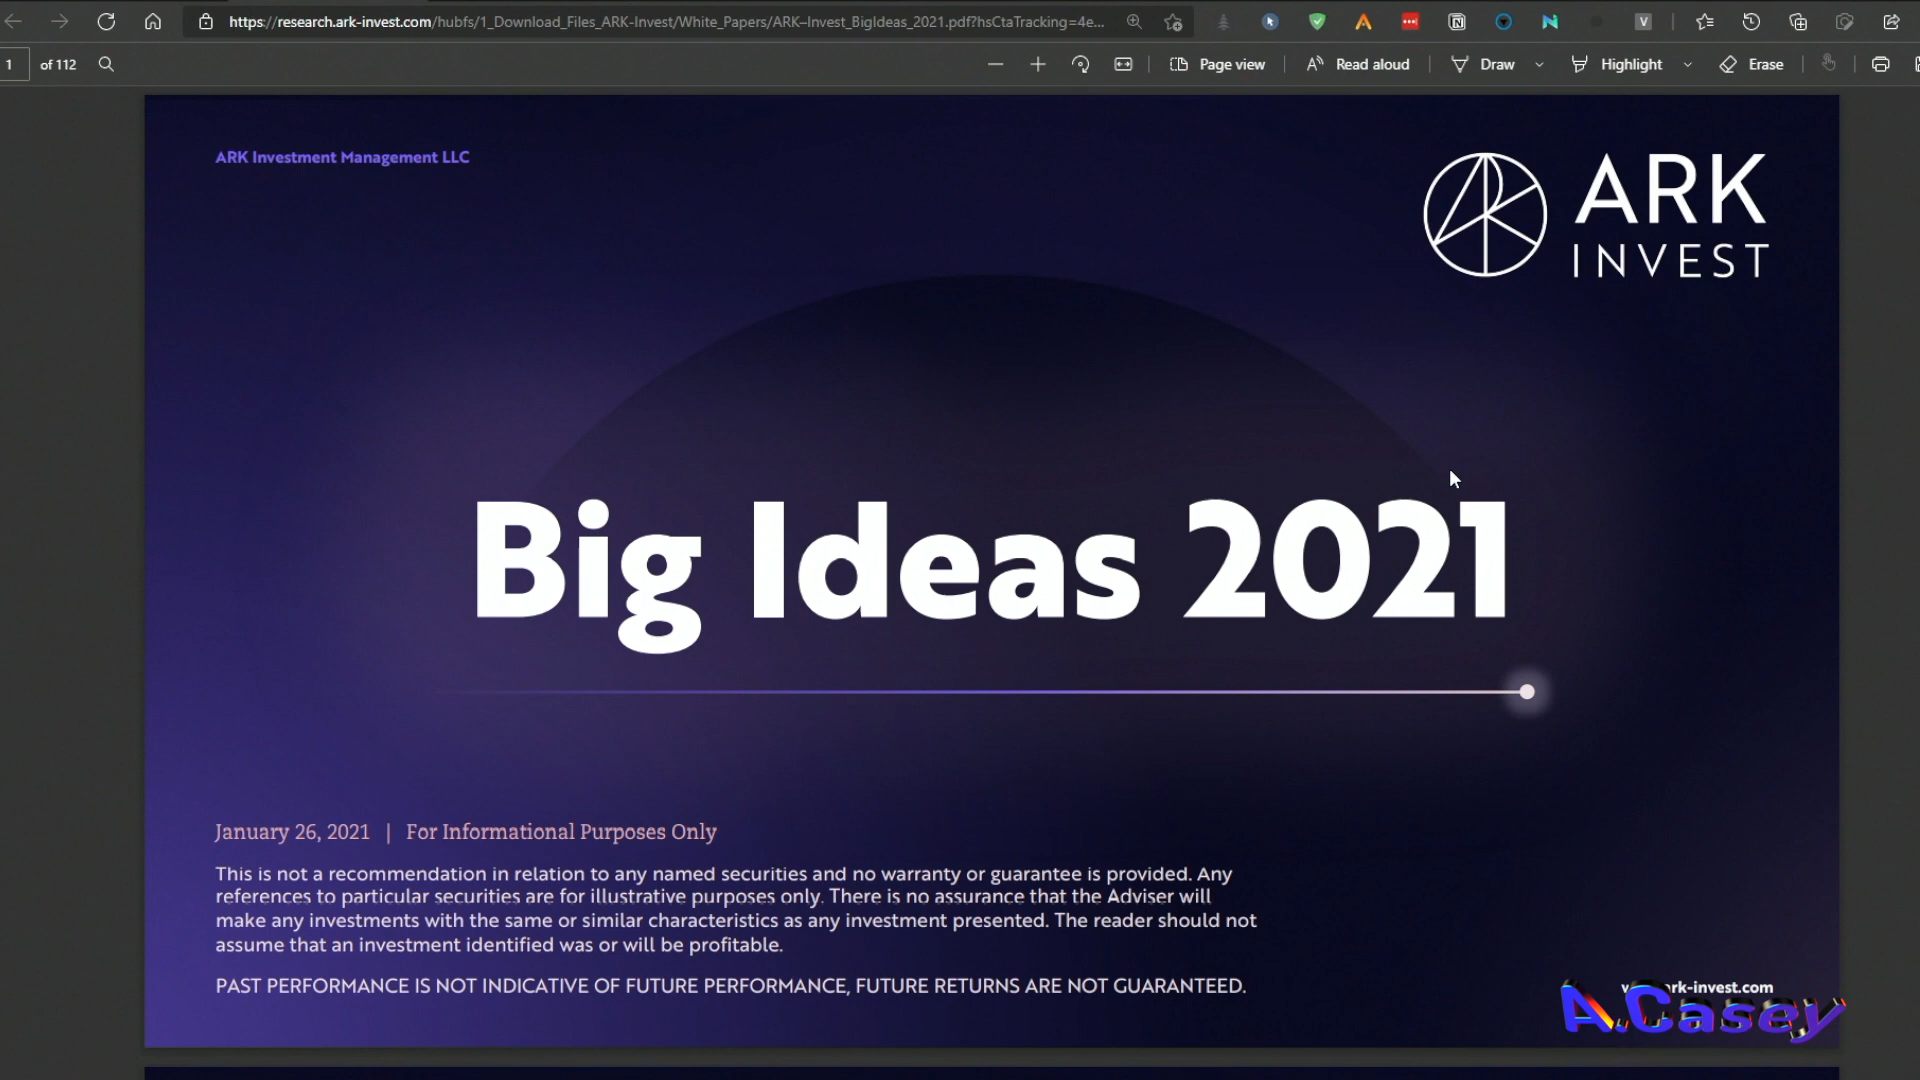 https://research.ark-invest.com/hubfs/1_Download_Files_ARK-Invest/White_Papers/ARK–Invest_BigIdeas_2021.pdf?hsCtaTracking=4e...
1 of 112
Page view
Read aloud
Draw
Highlight
Erase
ARK Investment Management LLC
ARK
INVEST
Big Ideas 2021
January 26, 2021 | For Informational Purposes Only
This is not a recommendation in relation to any named securities and no warranty or guarantee is provided. Any
references to particular securities are for illustrative purposes only. There is no assurance that the Adviser will
make any investments with the same or similar characteristics as any investment presented. The reader should not
assume that an investment identified was or will be profitable.
PAST PERFORMANCE IS NOT INDICATIVE OF FUTURE PERFORMANCE, FUTURE RETURNS ARE NOT GUARANTEED.
A.Casey